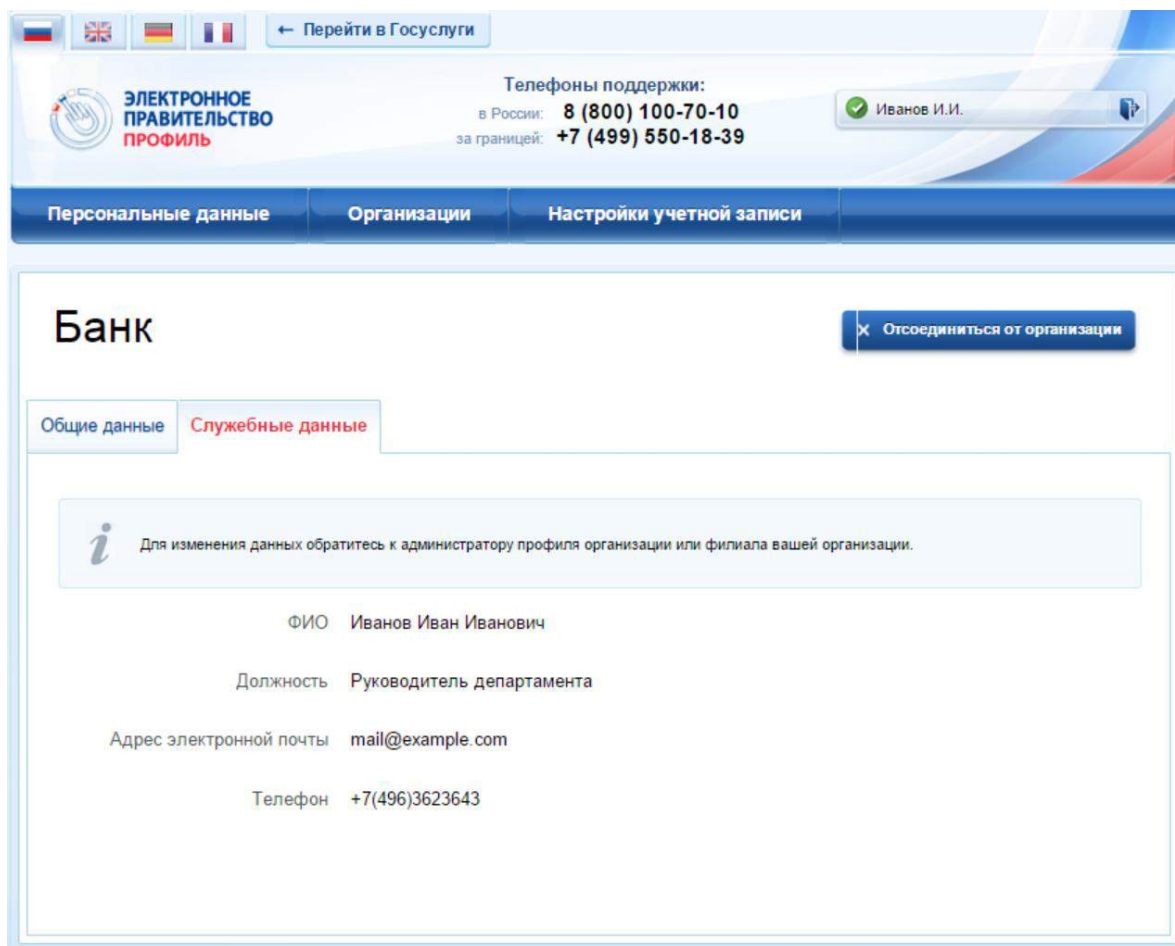 ← Перейти в Госуслуги
ЭЛЕКТРОННОЕ
ПРАВИТЕЛЬСТВО
ПРОФИЛЬ
Телефоны поддержки:
в России: 8 (800) 100-70-10
за границей: +7 (499) 550-18-39
Иванов И.И.
Персональные данные Организации Настройки учетной записи
Банк
× Отсоединиться от организации
Общие данные Служебные данные
Для изменения данных обратитесь к администратору профиля организации или филиала вашей организации.
ФИО Иванов Иван Иванович
Должность Руководитель департамента
Адрес электронной почты mail@example.com
Телефон +7(496)3623643